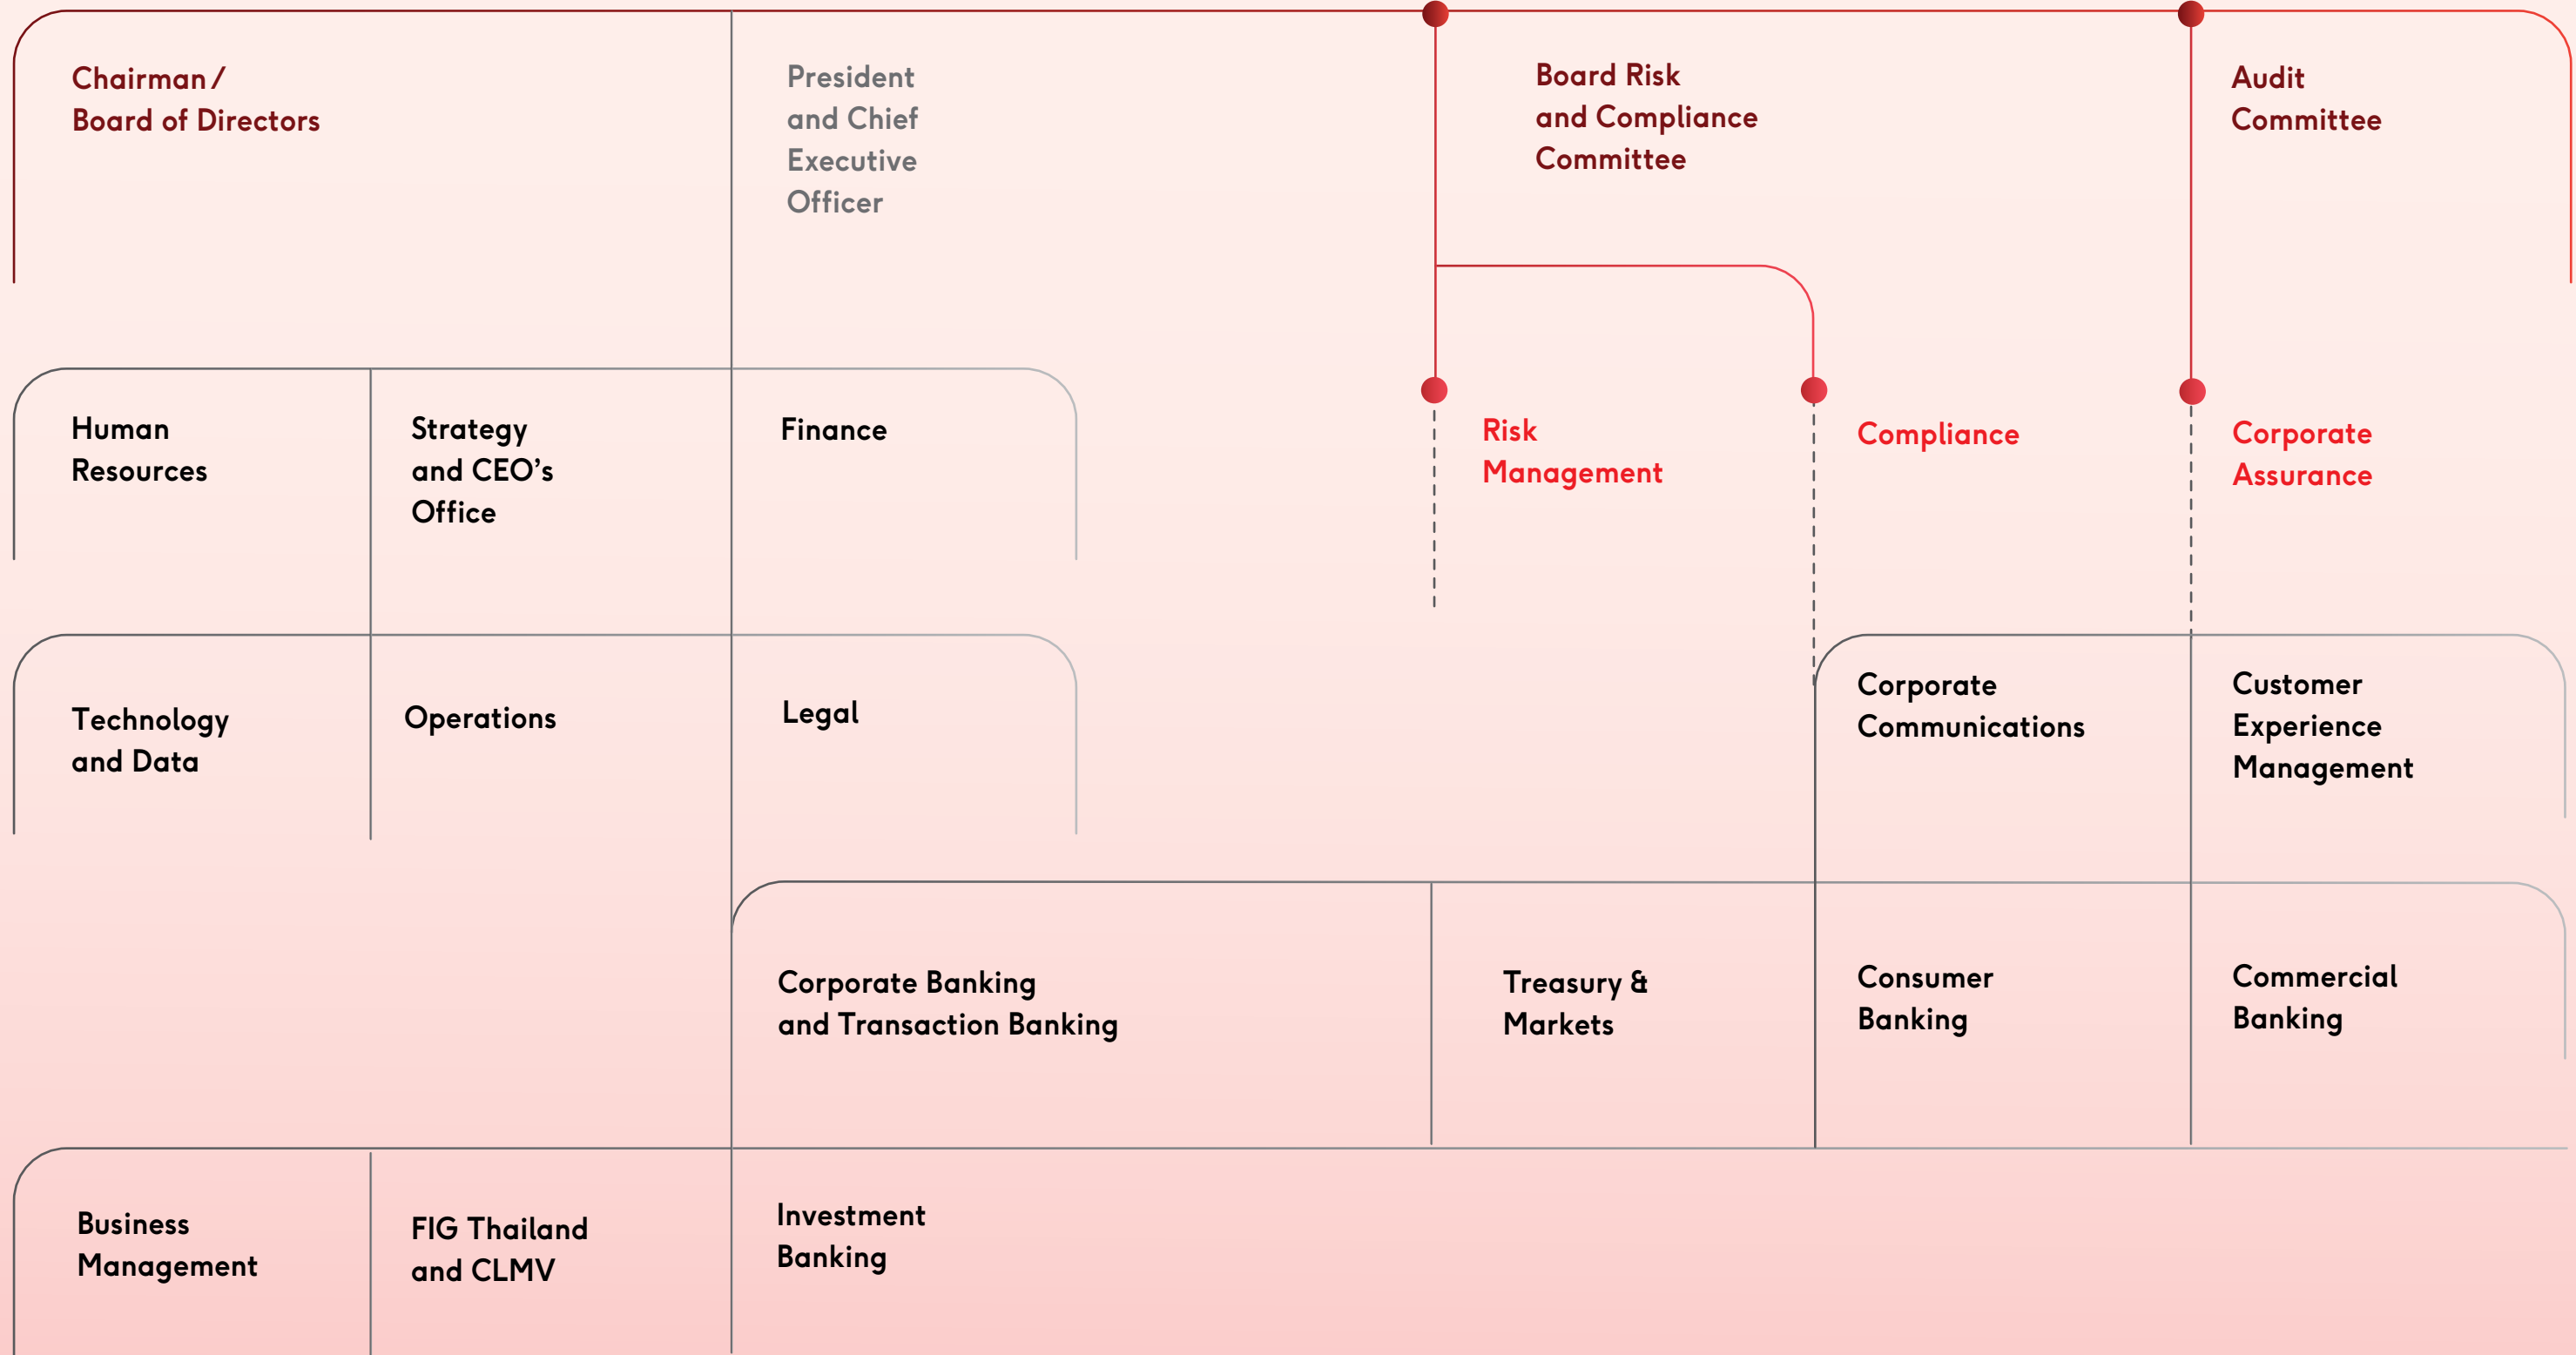 Chairman /
Board of Directors
President
and Chief
Executive
Officer
Board Risk
and Compliance
Committee
Audit
Committee
Human
Resources
Strategy
and CEO’s
Office
Finance
Risk
Management
Compliance
Corporate
Assurance
Technology
and Data
Operations
Legal
Corporate
Communications
Customer
Experience
Management
Corporate Banking
and Transaction Banking
Treasury &
Markets
Consumer
Banking
Commercial
Banking
Business
Management
FIG Thailand
and CLMV
Investment
Banking